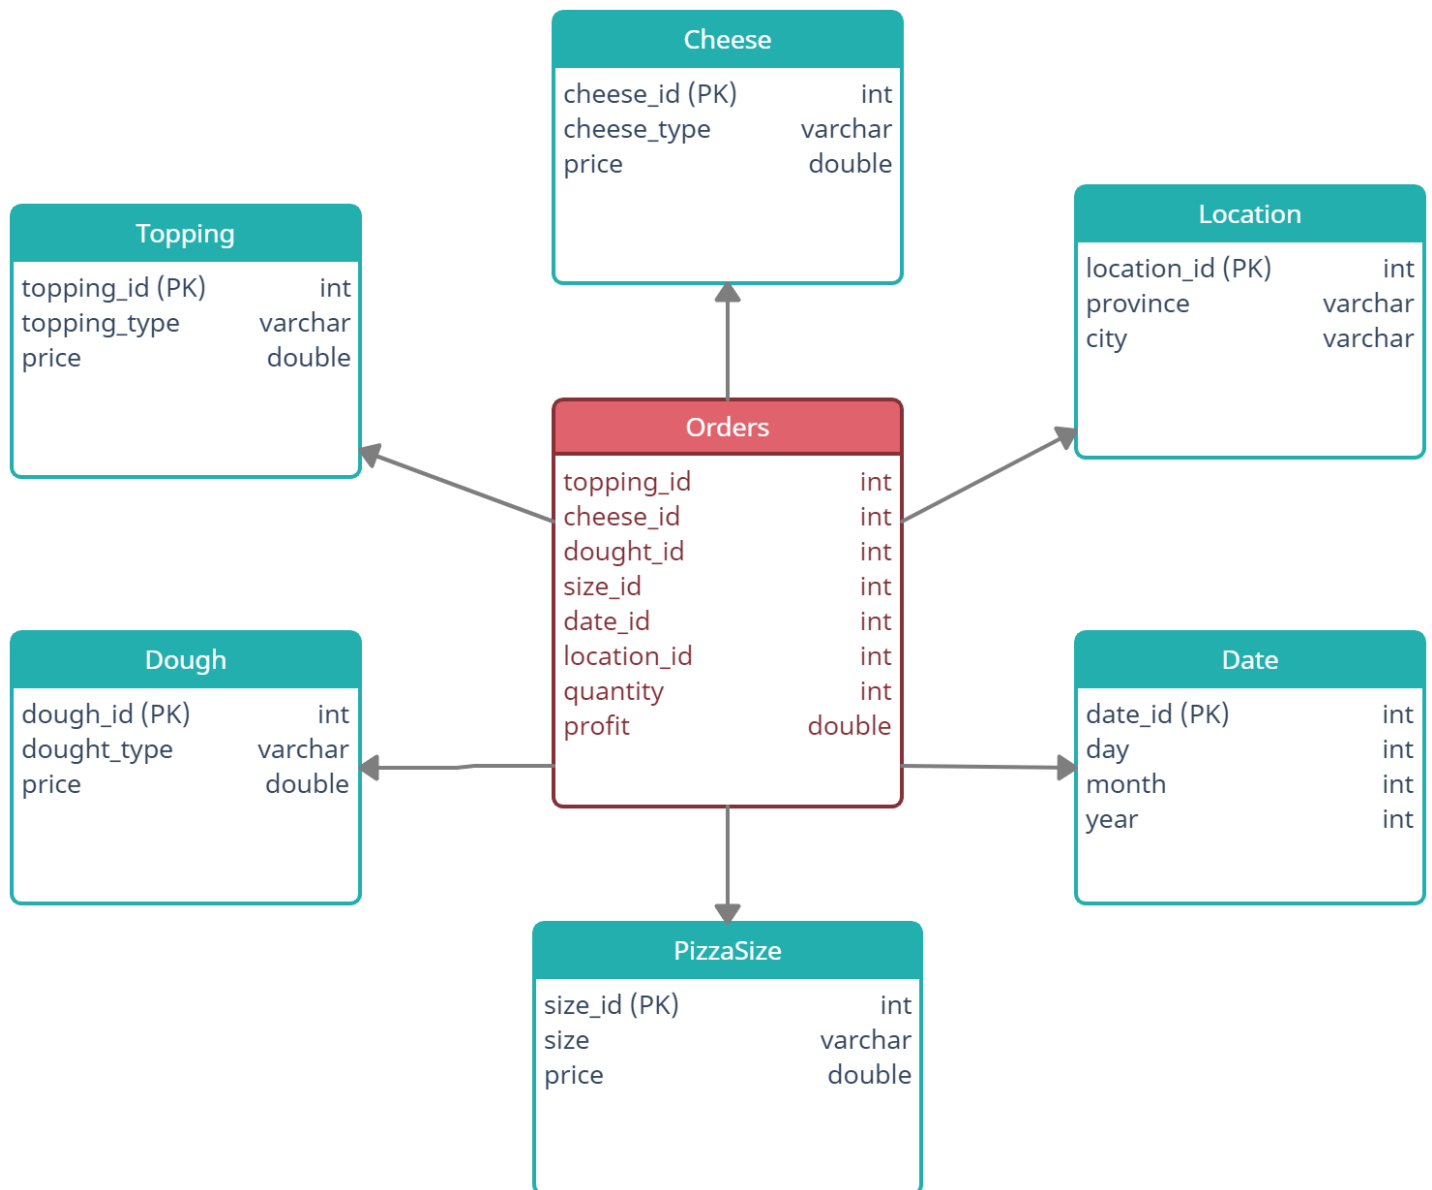 Cheese
cheese_id (PK) int
cheese_type varchar
price double
Topping
topping_id (PK) int
topping_type varchar
price double
Location
location_id (PK) int
province varchar
city varchar
Orders
topping_id int
cheese_id int
dought_id int
size_id int
date_id int
location_id int
quantity int
profit double
Dough
dough_id (PK) int
dought_type varchar
price double
Date
date_id (PK) int
day int
month int
year int
PizzaSize
size_id (PK) int
size varchar
price double